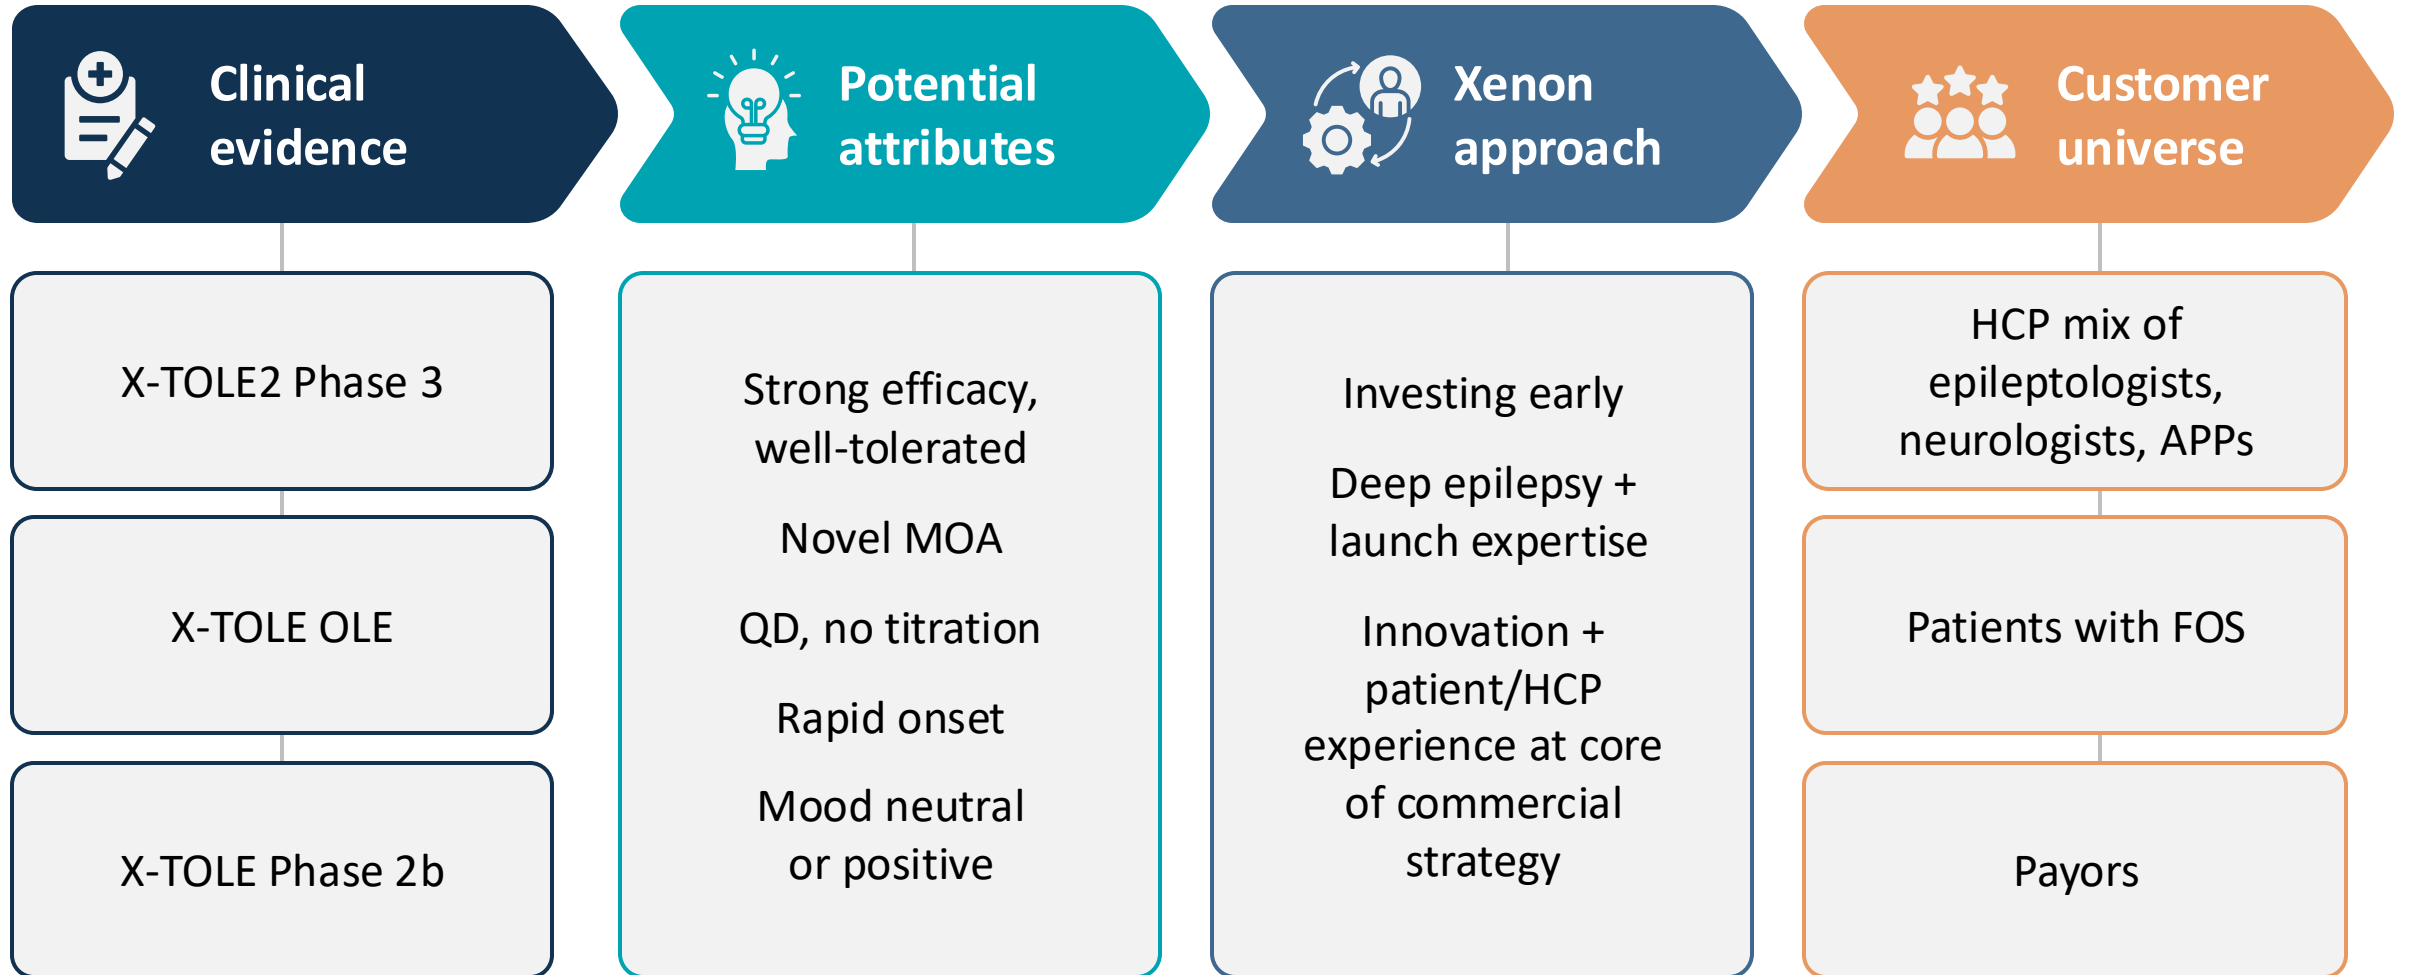 Clinical
evidence
X-TOLE2 Phase 3
X-TOLE OLE
X-TOLE Phase 2b
Potential
attributes
Strong efficacy,
well-tolerated
Novel MOA
QD, no titration
Rapid onset
Mood neutral
or positive
Xenon
approach
Investing early
Deep epilepsy +
launch expertise
Innovation +
patient/HCP
experience at core
of commercial
strategy
Customer
universe
HCP mix of
epileptologists,
neurologists, APPs
Patients with FOS
Payors